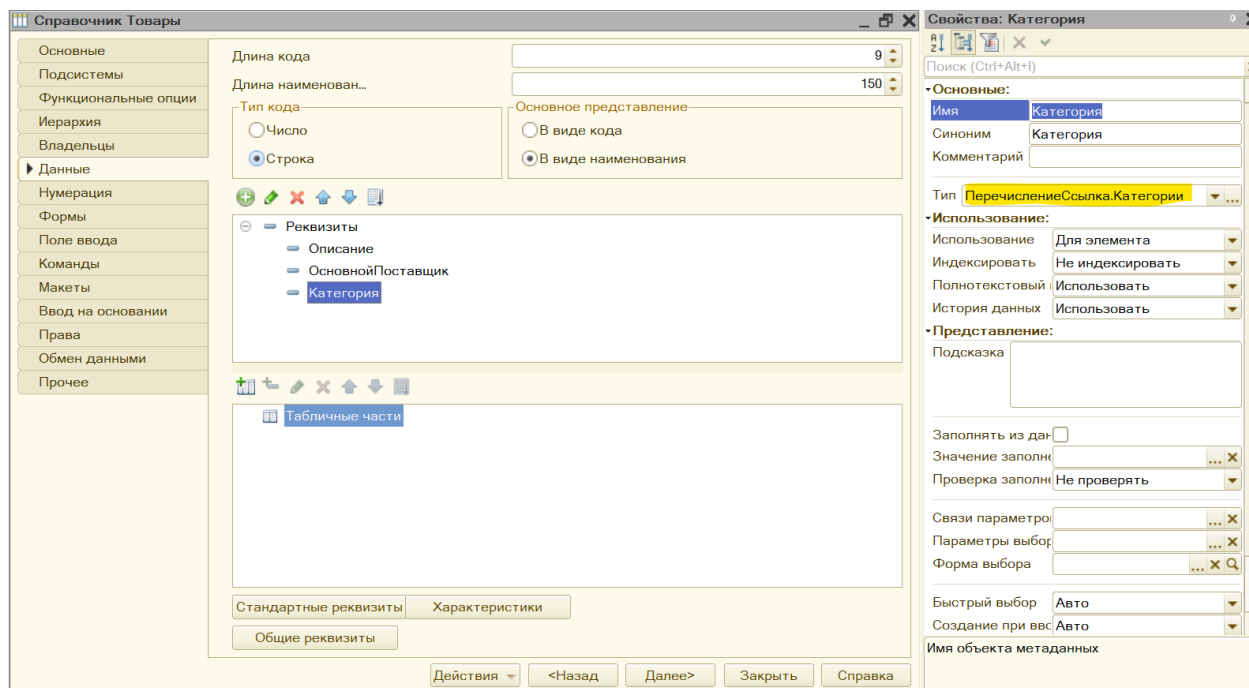 Справочник Товары
Основные
Подсистемы
Функциональные опции
Иерархия
Владельцы
Данные
Нумерация
Формы
Поле ввода
Команды
Макеты
Ввод на основании
Права
Обмен данными
Прочее
Длина кода
9
Длина наименован...
150
Тип кода
Число
Строка
Основное представление
В виде кода
В виде наименования
Реквизиты
Описание
ОсновнойПоставщик
Категория
Табличные части
Стандартные реквизиты
Характеристики
Общие реквизиты
Действия
<Назад
Далее>
Закрыть
Справка
Свойства: Категория
Поиск (Ctrl+Alt+I)
Основные:
Имя Категория
Синоним Категория
Комментарий
Тип ПеречислениеСсылка.Категории
Использование:
Использование Для элемента
Индексировать Не индексировать
Полнотекстовый Использовать
История данных Использовать
Представление:
Подсказка
Заполнять из дан
Значение заполне
Проверка заполне Не проверять
Связи параметро
Параметры выбор
Форма выбора
Быстрый выбор Авто
Создание при ввс Авто
Имя объекта метаданных